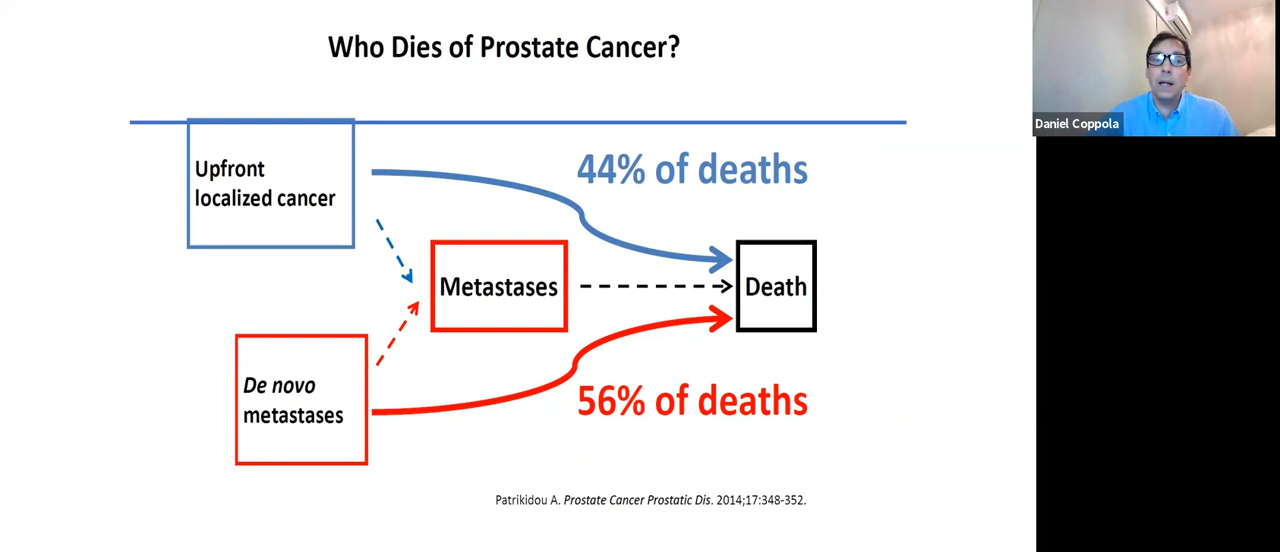 Who Dies of Prostate Cancer?
Daniel Coppola
Upfront
localized cancer
44% of deaths
Metastases
Death
De novo
metastases
56% of deaths
Patrikidou A. Prostate Cancer Prostatic Dis. 2014;17:348-352.